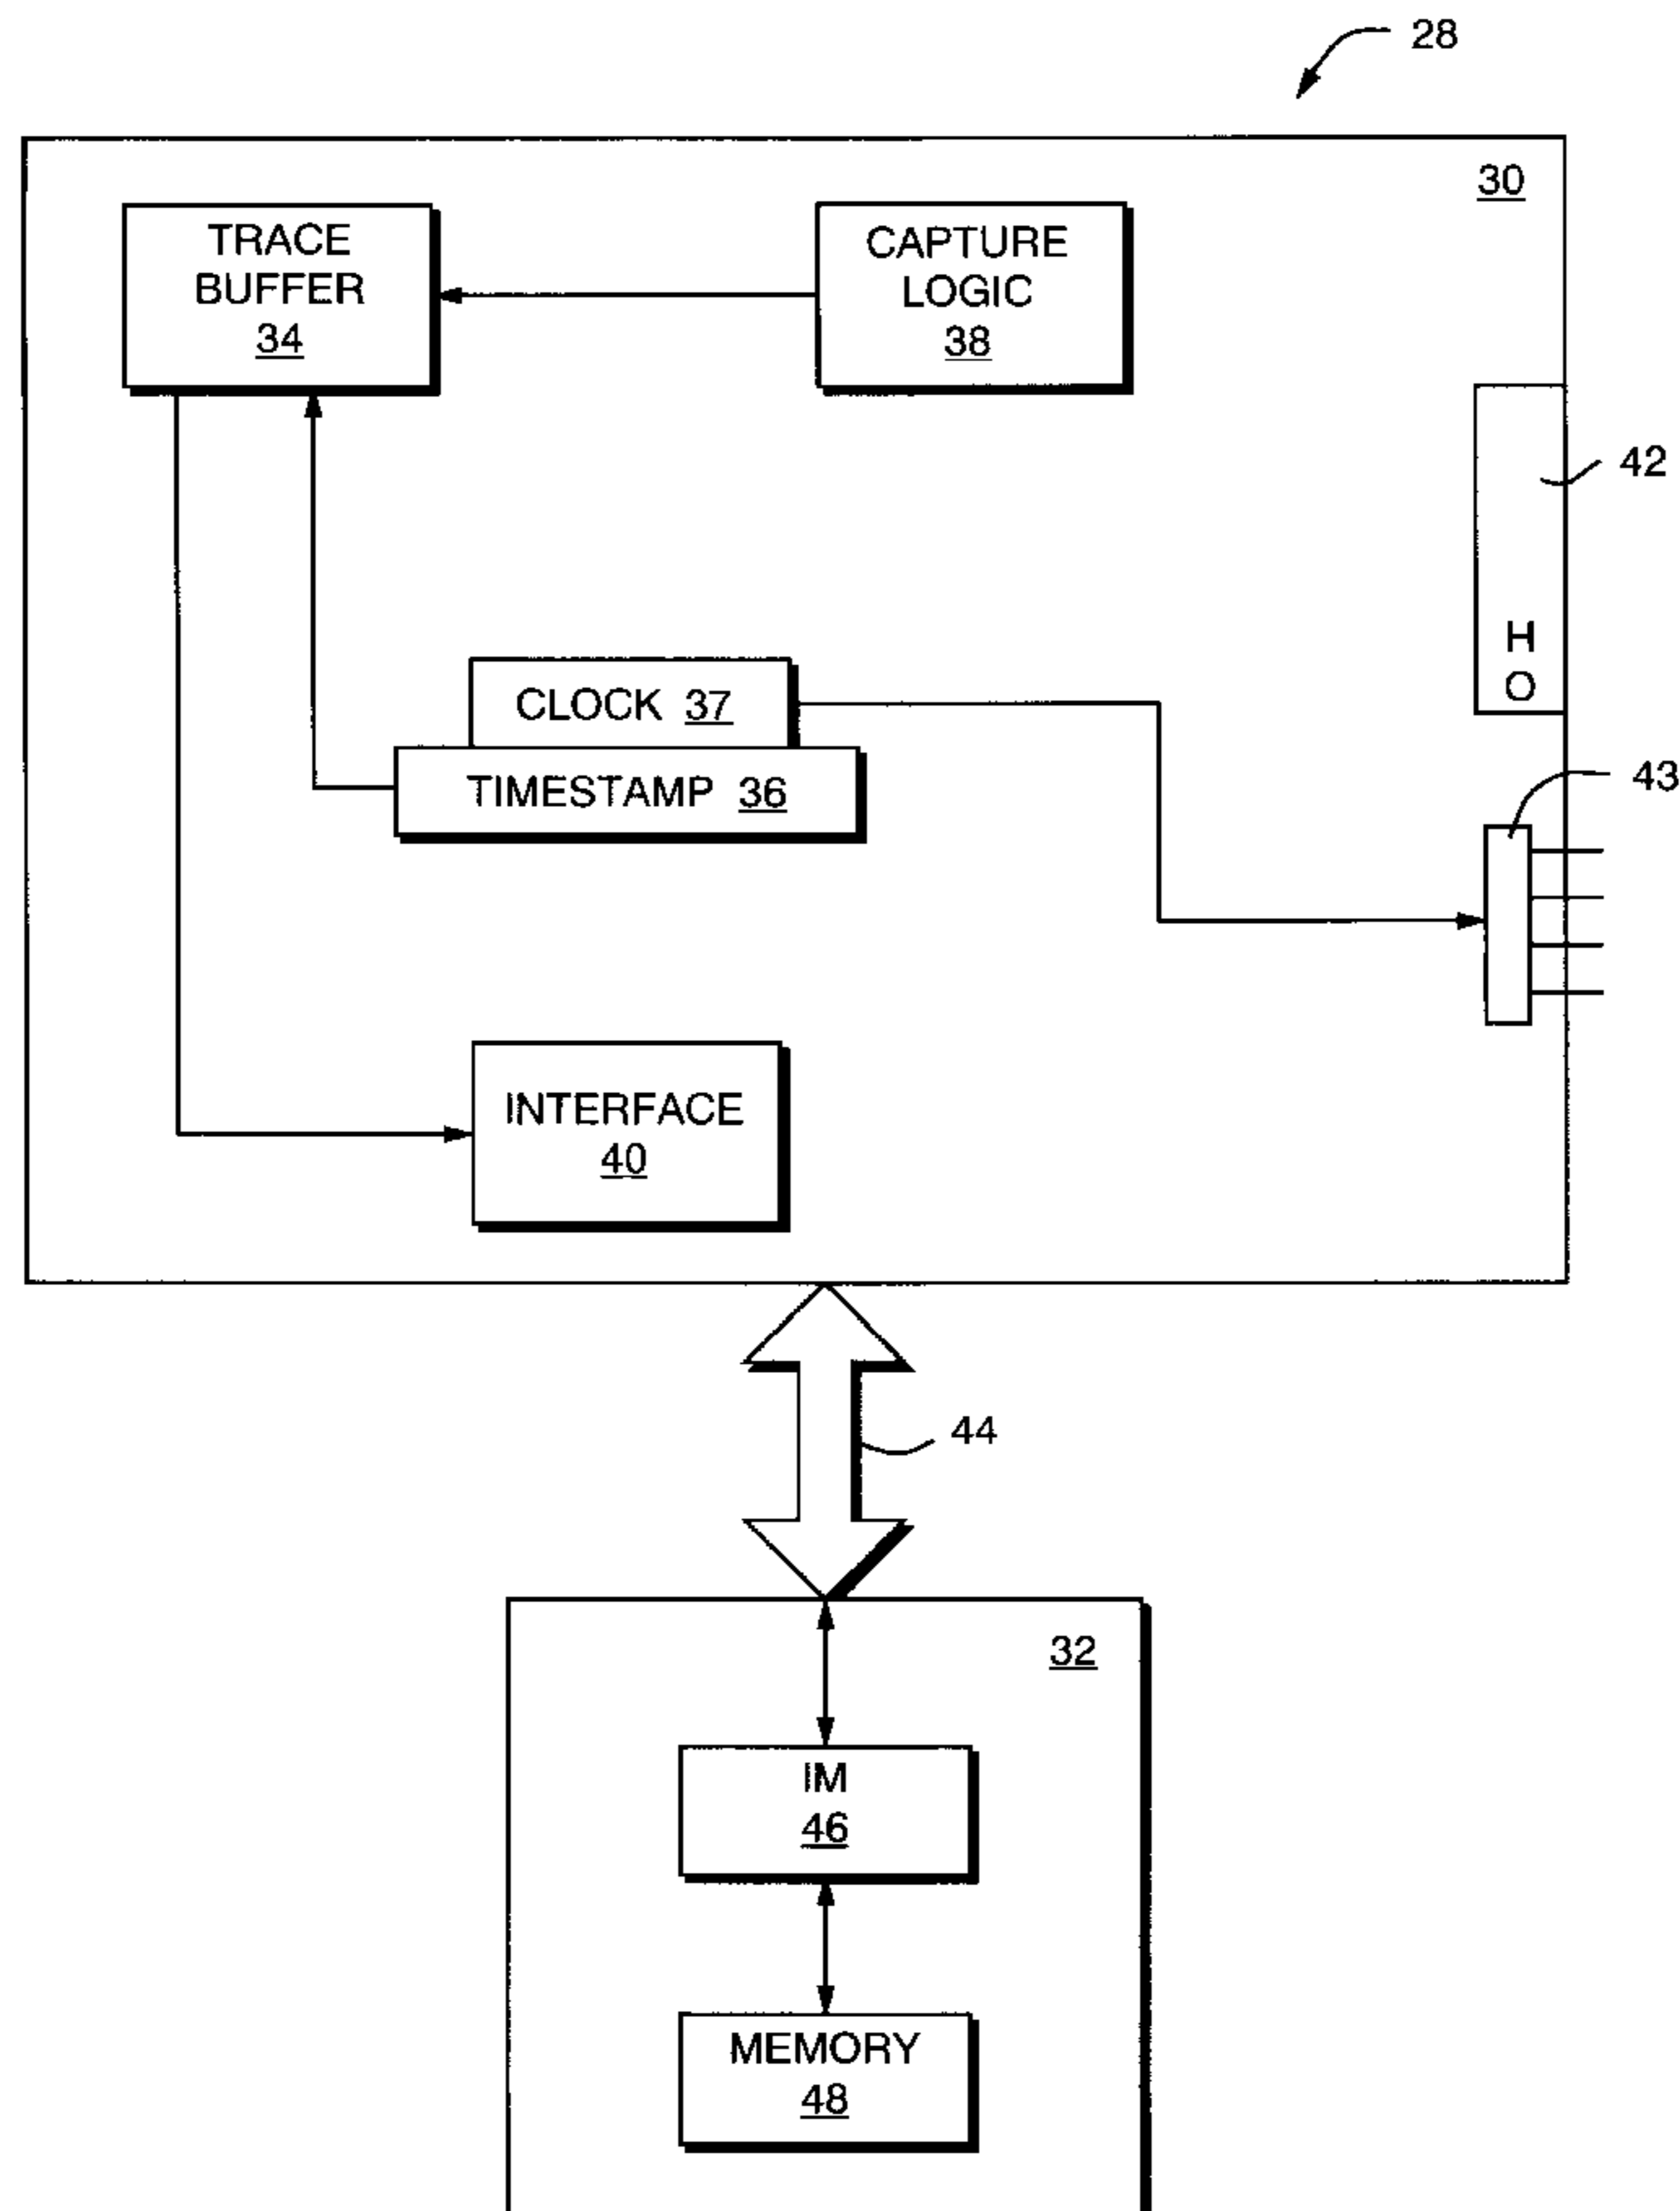 28
30
TRACE
BUFFER
34
CAPTURE
LOGIC
38
42
H
O
CLOCK 37
TIMESTAMP 36
43
INTERFACE
40
44
32
IM
46
MEMORY
48